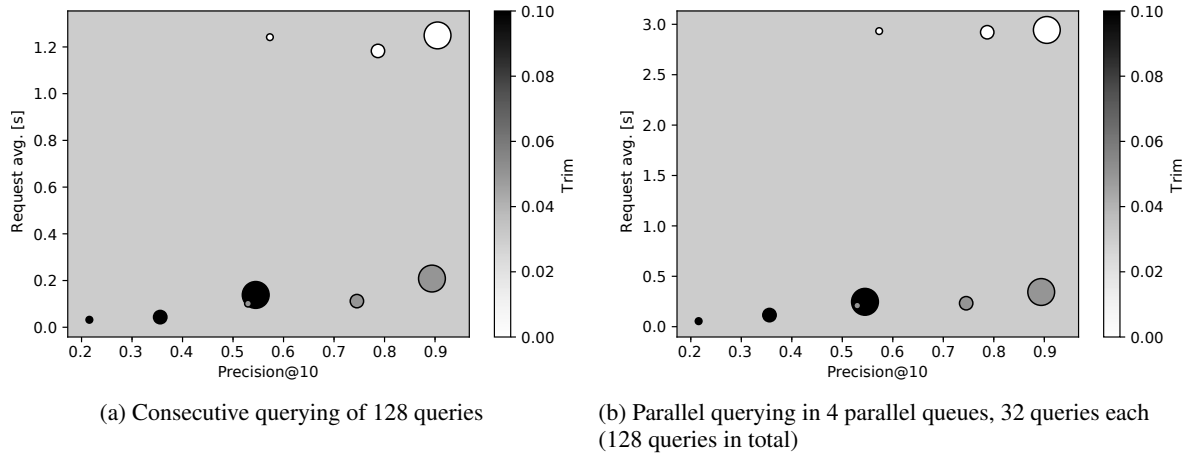 1.2
1.0
0.8
0.6
0.4
0.2
0.0
Request avg. [s]
0.2 0.3 0.4 0.5 0.6 0.7 0.8 0.9
Precision@10
0.10
0.08
0.06
0.04
0.02
0.00
Trim
(a) Consecutive querying of 128 queries
3.0
2.5
2.0
1.5
1.0
0.5
0.0
Request avg. [s]
0.2 0.3 0.4 0.5 0.6 0.7 0.8 0.9
Precision@10
0.10
0.08
0.06
0.04
0.02
0.00
Trim
(b) Parallel querying in 4 parallel queues, 32 queries each
(128 queries in total)